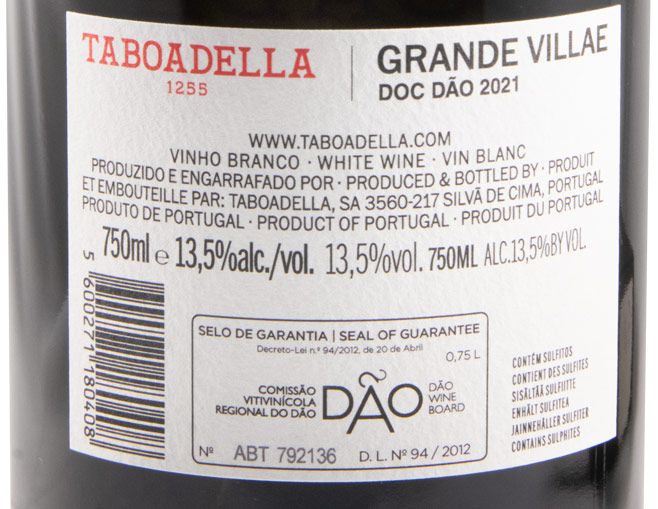 TABOADELLA
1255
GRANDE VILLAE
DOC DÃO 2021
WWW.TABOADELLA.COM
VINHO BRANCO · WHITE WINE · VIN BLANC
PRODUZIDO E ENGARRAFADO POR · PRODUCED & BOTTLED BY · PRODUIT
ET EMBOUTEILLE PAR: TABOADELLA, SA 3560-217 SILVÃ DE CIMA, PORTUGAL
PRODUTO DE PORTUGAL · PRODUCT OF PORTUGAL · PRODUIT DU PORTUGAL
750ml e 13,5%alc./vol. 13,5%vol. 750ML ALC.13,5%BY VOL.
5 600271 180408
SELO DE GARANTIA | SEAL OF GUARANTEE
Decreto-Lei n.º 94/2012, de 20 de Abril
0,75 L
COMISSÃO
VITIVINÍCOLA
REGIONAL DO DÃO
DÃO
DÃO
WINE
BOARD
Nº ABT 792136 D. L. Nº 94 / 2012
CONTÉM SULFITOS
CONTIENT DES SULFITES
SISÄLTÄÄ SULFIITTE
ENHÄLT SULFITEA
JAINNEHÄLLER SULFITER
CONTAINS SULPHITES